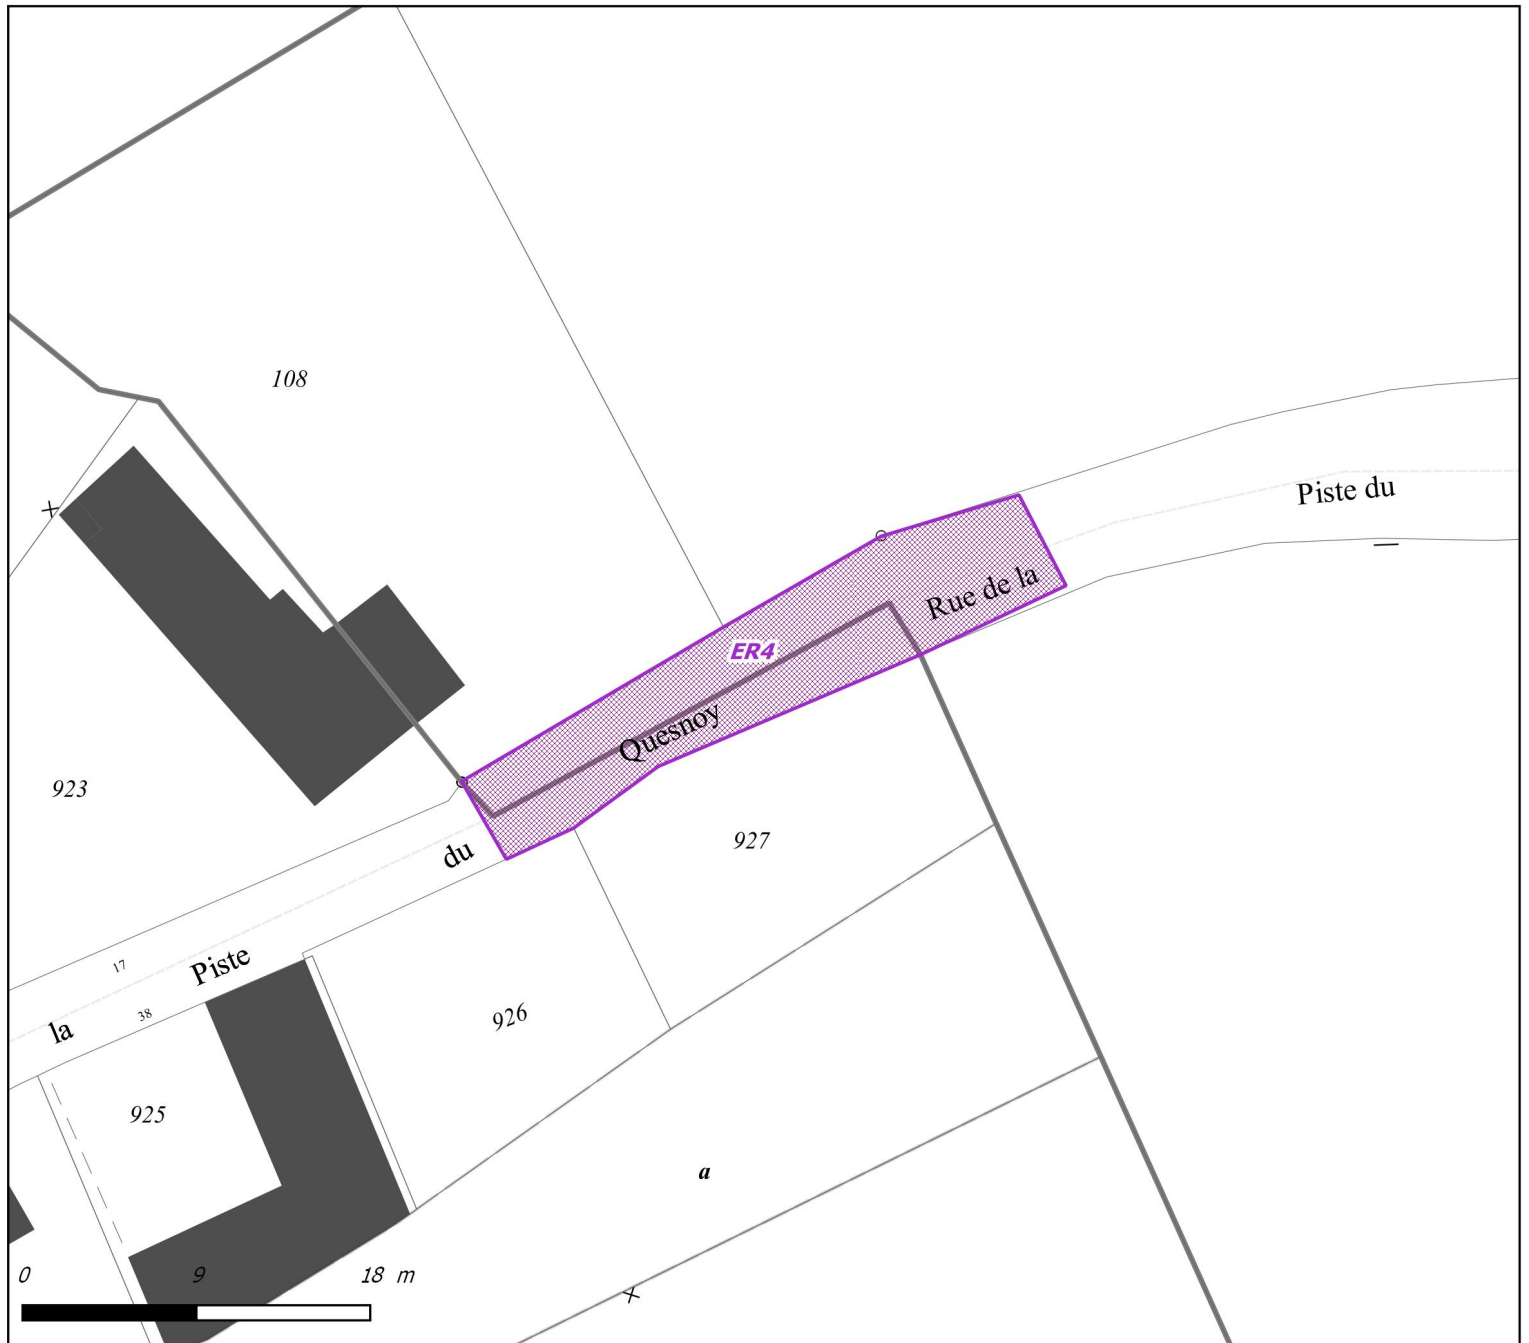 108
Piste du
Rue de la
ER4
Quesnoy
923
927
du
17
Piste
38
la
926
925
a
0 9 18 m